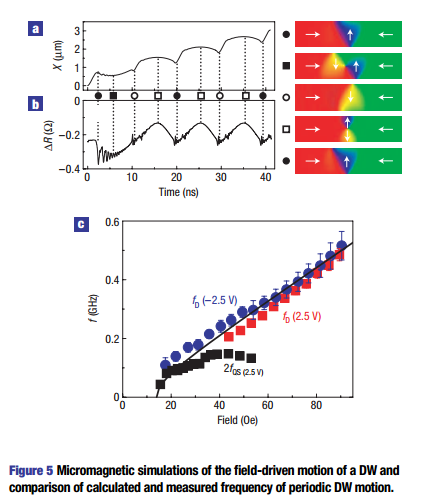 a
X (μm)
3
2
1
0
b
ΔR (Ω)
0
−0.2
−0.4
0
10
20
30
40
Time (ns)
c
f (GHz)
0.6
0.4
0.2
0
f_D (−2.5 V)
f_D (2.5 V)
2f_OS (2.5 V)
0
20
40
60
80
Field (Oe)
Figure 5 Micromagnetic simulations of the field-driven motion of a DW and
comparison of calculated and measured frequency of periodic DW motion.